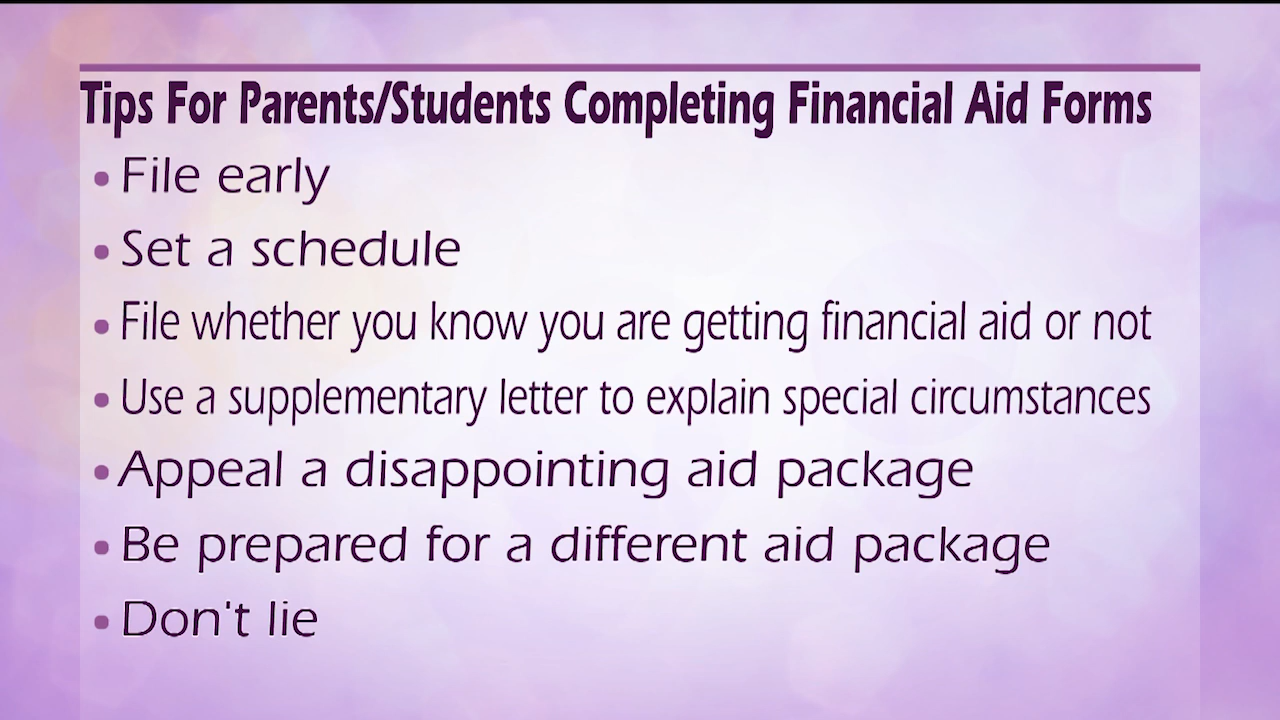 Tips For Parents/Students Completing Financial Aid Forms
• File early
• Set a schedule
• File whether you know you are getting financial aid or not
• Use a supplementary letter to explain special circumstances
• Appeal a disappointing aid package
• Be prepared for a different aid package
• Don't lie